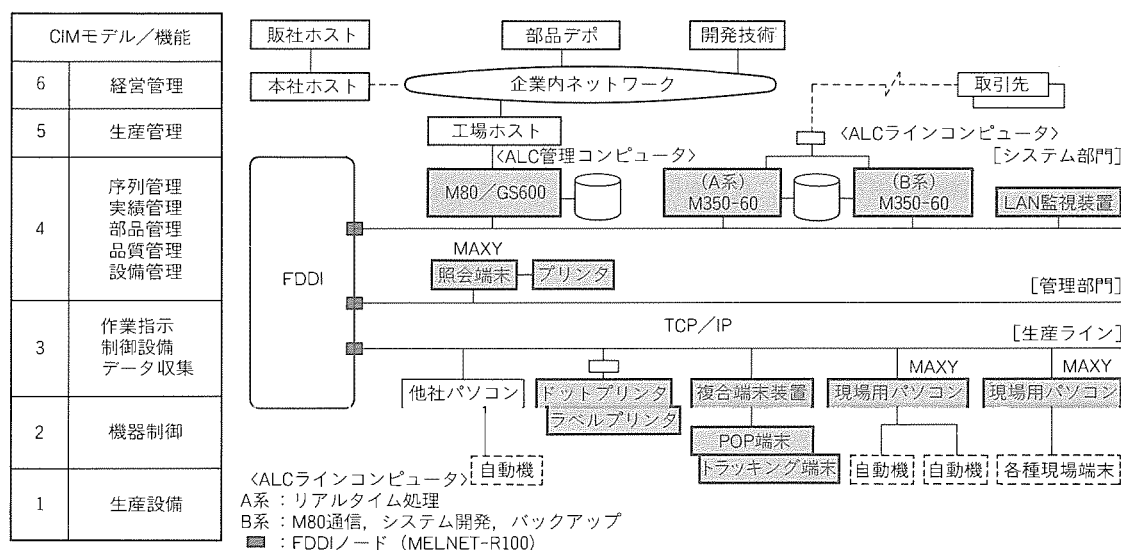 CIMモデル／機能
6 経営管理
5 生産管理
4 序列管理
実績管理
部品管理
品質管理
設備管理
3 作業指示
制御設備
データ収集
2 機器制御
1 生産設備
販社ホスト
部品デポ
開発技術
本社ホスト
企業内ネットワーク
取引先
工場ホスト
〈ALC管理コンピュータ〉
〈ALCラインコンピュータ〉
[システム部門]
M80／GS600
(A系)
M350-60
(B系)
M350-60
LAN監視装置
FDDI
MAXY
照会端末
プリンタ
[管理部門]
TCP／IP
[生産ライン]
他社パソコン
ドットプリンタ
ラベルプリンタ
複合端末装置
MAXY
現場用パソコン
MAXY
現場用パソコン
POP端末
トラッキング端末
自動機
自動機
自動機
各種現場端末
〈ALCラインコンピュータ〉
A系：リアルタイム処理
B系：M80通信，システム開発，バックアップ
：FDDIノード（MELNET-R100）